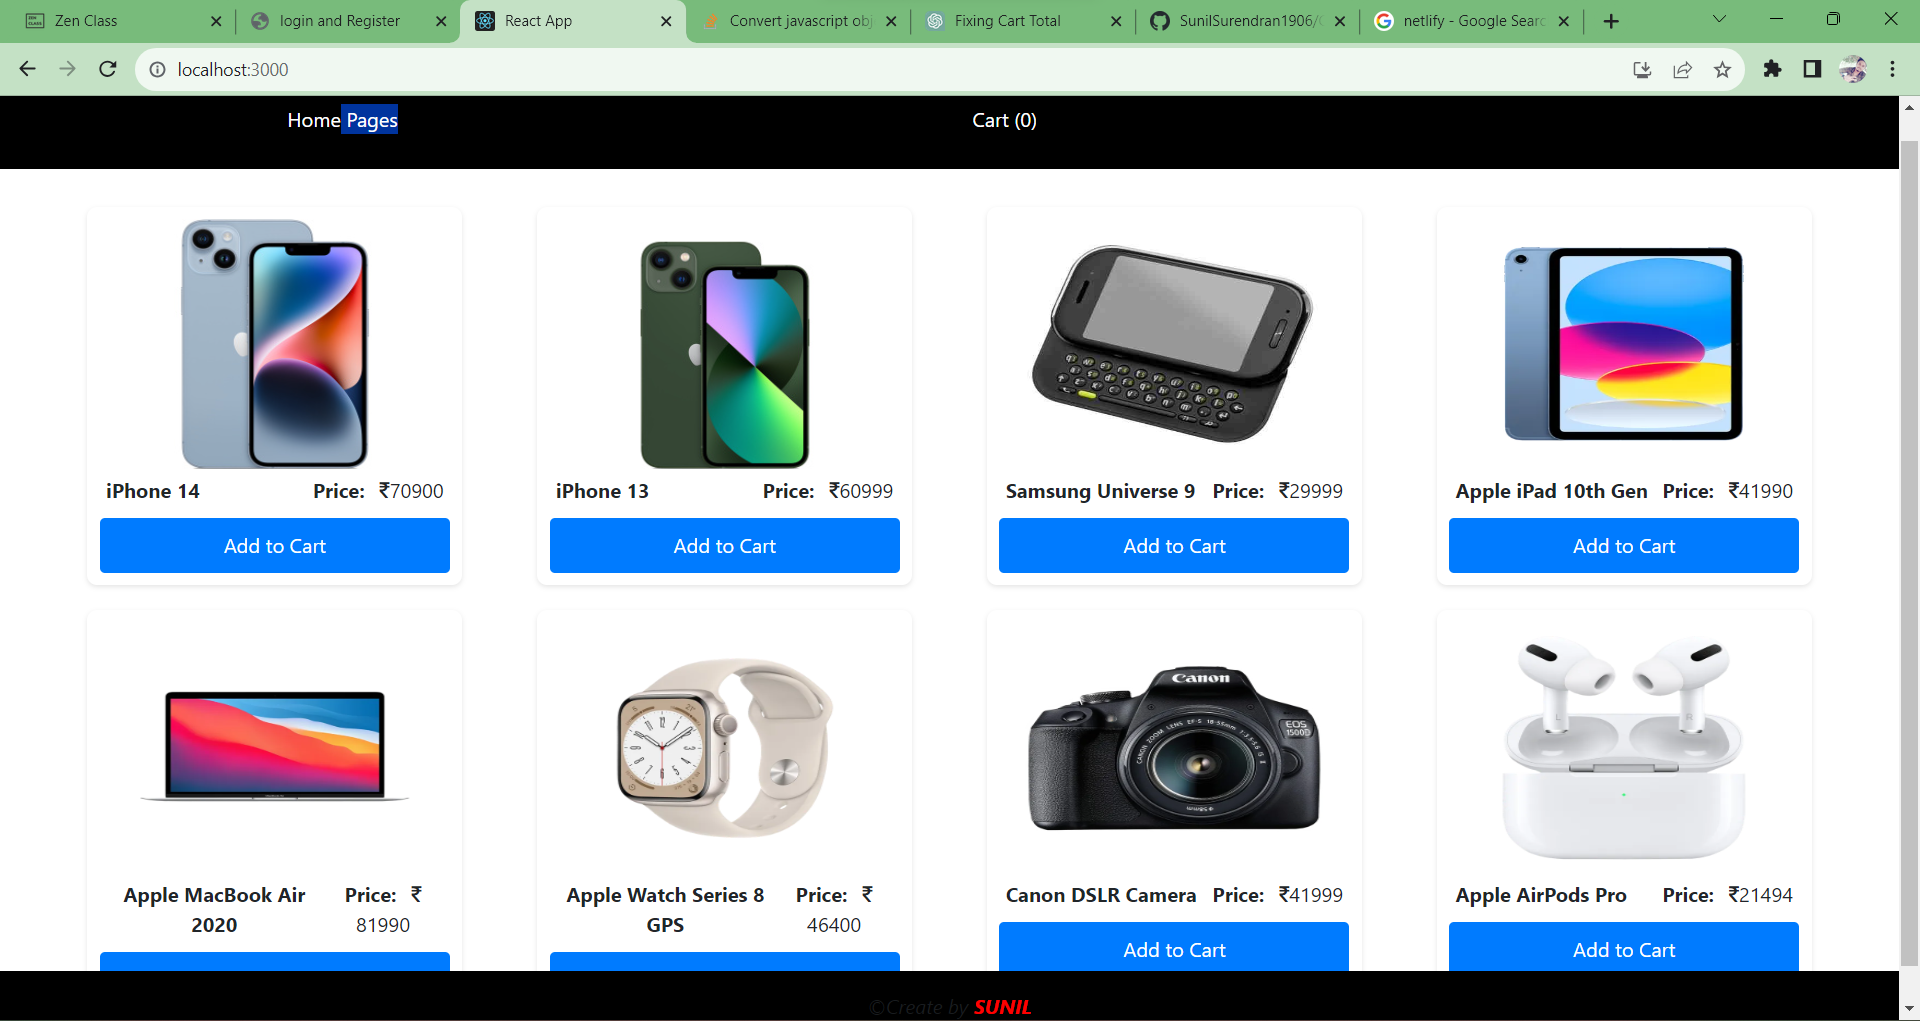 Zen Class
login and Register
React App
Convert javascript obj
Fixing Cart Total
SunilSurendran1906/
netlify - Google Sear
localhost:3000
Home Pages
Cart (0)
iPhone 14 Price: ₹70900
iPhone 13 Price: ₹60999
Samsung Universe 9 Price: ₹29999
Apple iPad 10th Gen Price: ₹41990
Add to Cart
Add to Cart
Add to Cart
Add to Cart
Canon
EOS
1500D
Apple MacBook Air Price: ₹
2020 81990
Apple Watch Series 8 Price: ₹
GPS 46400
Canon DSLR Camera Price: ₹41999
Apple AirPods Pro Price: ₹21494
Add to Cart
Add to Cart
©Create by SUNIL